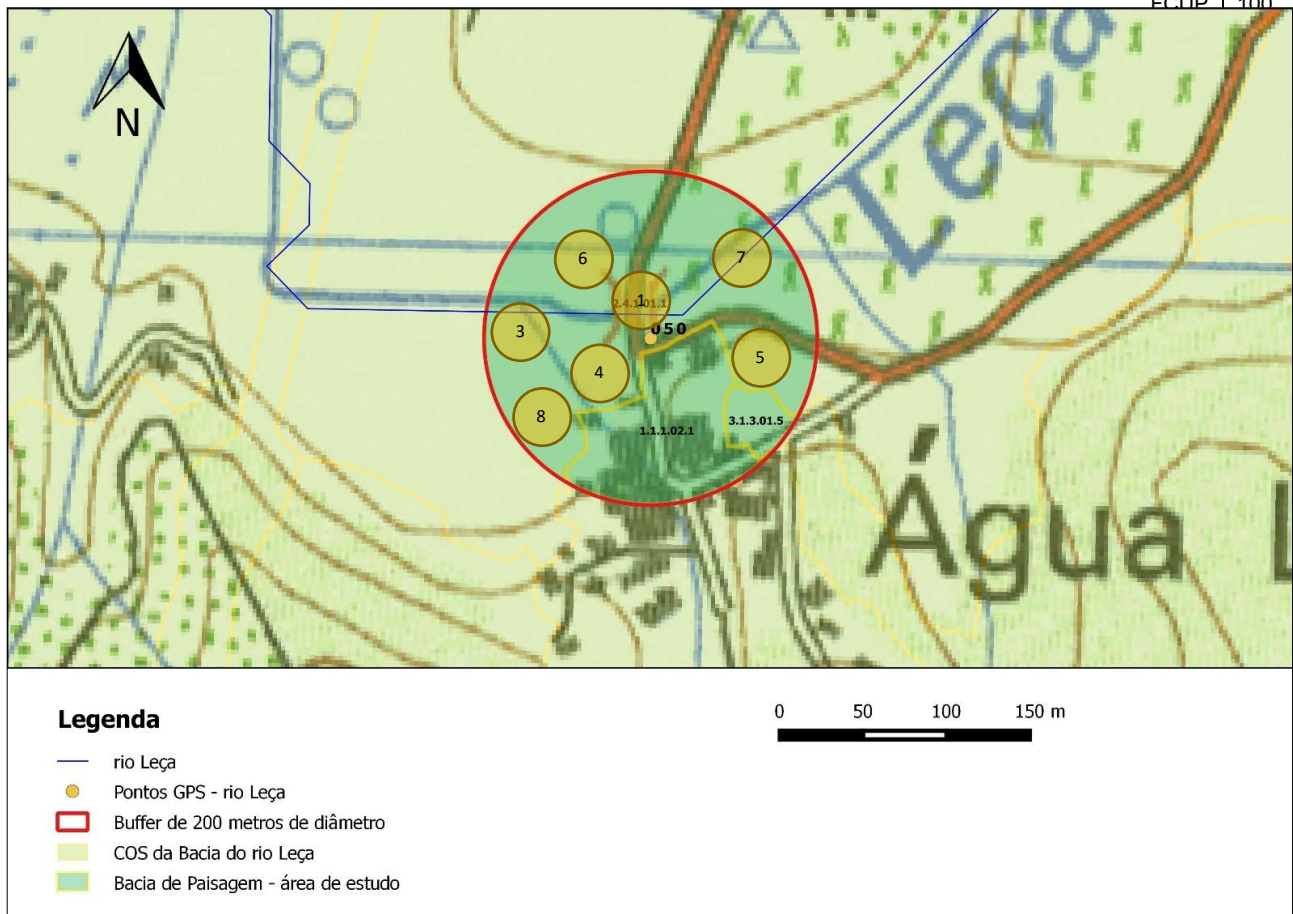 FCUP | 100
N
Leça
6
7
1
2.4.1.01.1
3
050
5
4
8
3.1.3.01.5
1.1.1.02.1
Água L
Legenda
0 50 100 150 m
rio Leça
Pontos GPS - rio Leça
Buffer de 200 metros de diâmetro
COS da Bacia do rio Leça
Bacia de Paisagem - área de estudo